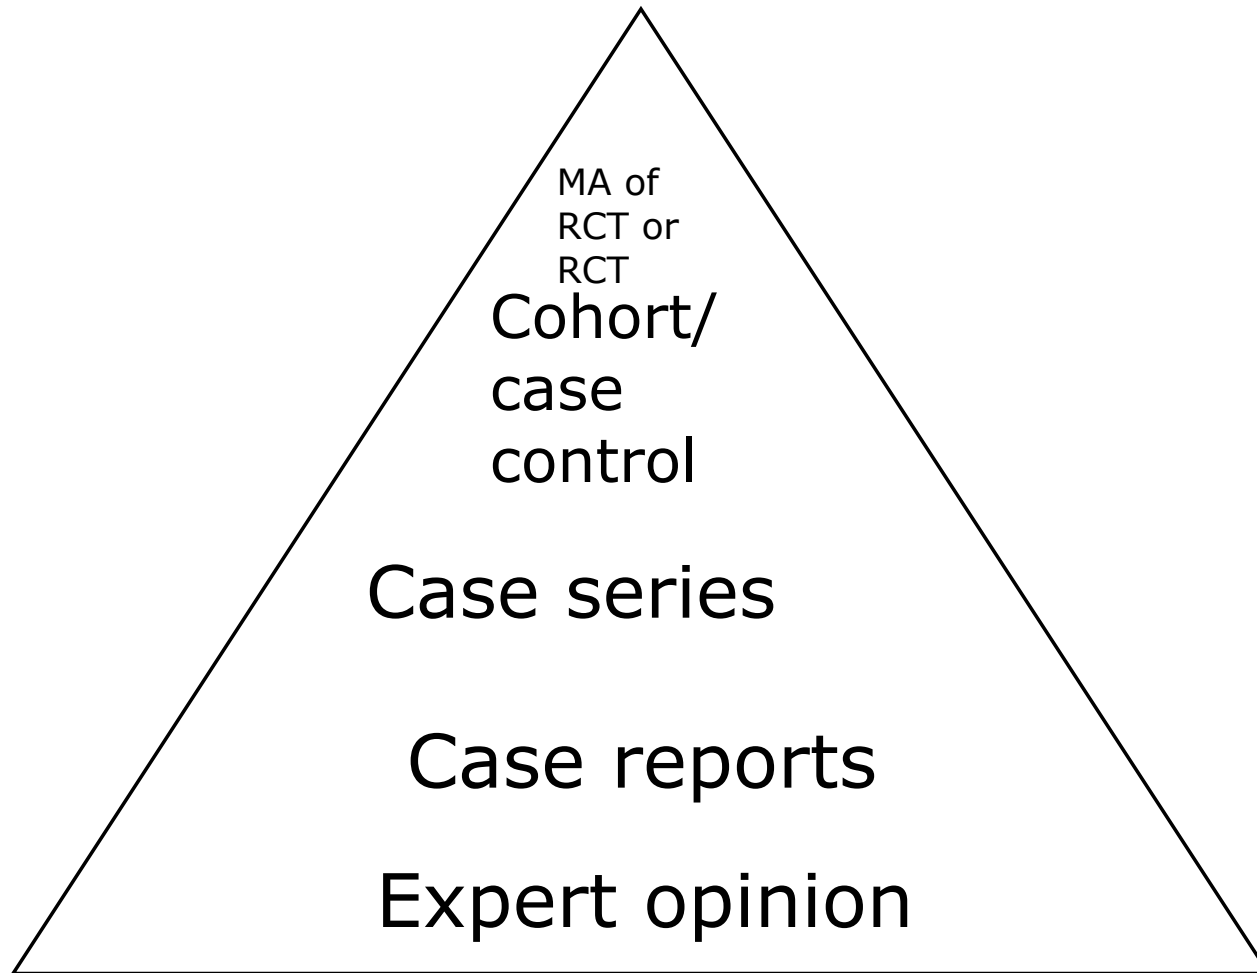 MA of
RCT or
RCT
Cohort/
case
control
Case series
Case reports
Expert opinion